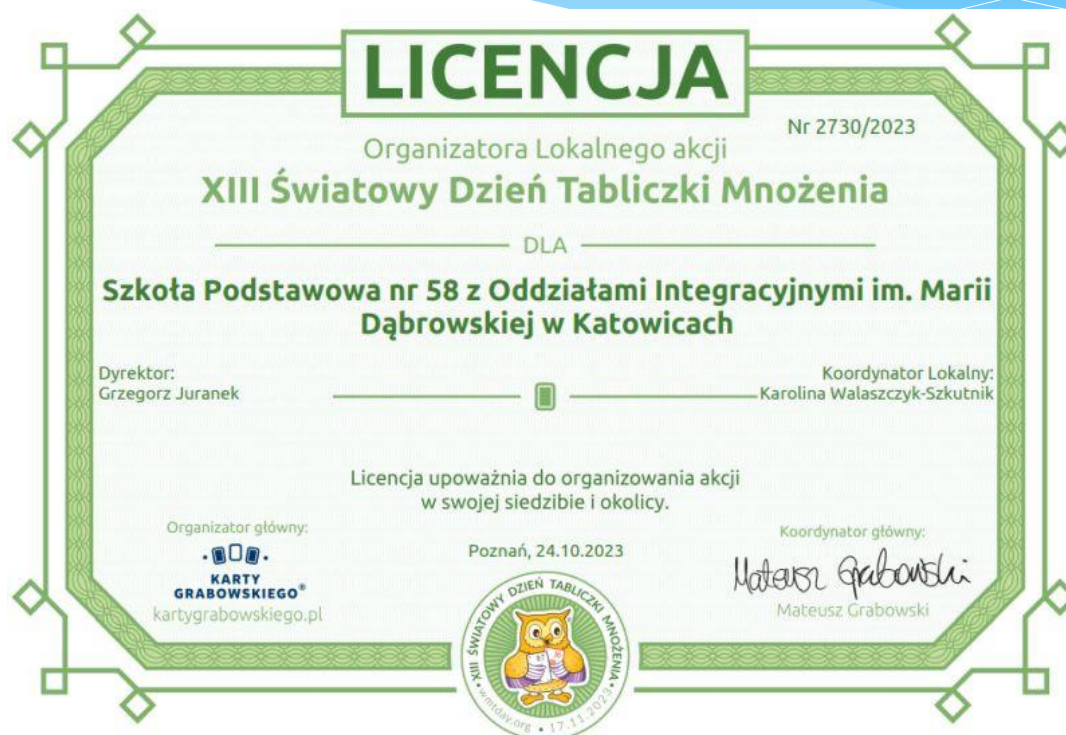 LICENCJA
Nr 2730/2023
Organizatora Lokalnego akcji
XIII Światowy Dzień Tabliczki Mnożenia
DLA
Szkoła Podstawowa nr 58 z Oddziałami Integracyjnymi im. Marii
Dąbrowskiej w Katowicach
Dyrektor:
Grzegorz Juranek
Koordynator Lokalny:
Karolina Walaszczyk-Szkutnik
Licencja upoważnia do organizowania akcji
w swojej siedzibie i okolicy.
Organizator główny:
KARTY
GRABOWSKIEGO®
kartygrabowskiego.pl
Poznań, 24.10.2023
Koordynator główny:
Mateusz Grabowski
Mateusz Grabowski
XIII ŚWIATOWY DZIEŃ TABLICZKI MNOŻENIA
wmtday.org • 17.11.2023